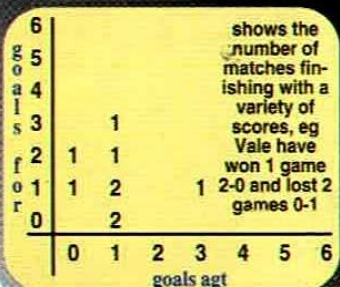 goals for
6
5
4
3 1
2 1 1
1 1 2 1
0 2
0 1 2 3 4 5 6
goals agt
shows the
number of
matches fin-
ishing with a
variety of
scores, eg
Vale have
won 1 game
2-0 and lost 2
games 0-1